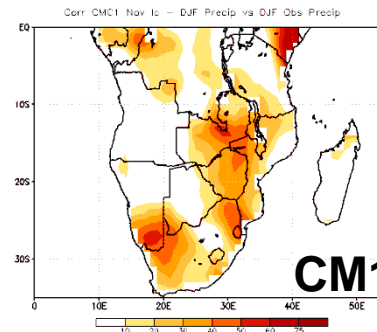 Corr CMC1 Nov Ic – DJF Precip vs DJF Obs Precip
EQ
10S
20S
30S
CM1
0 10E 20E 30E 40E 50E
10 20 30 40 50 60 75